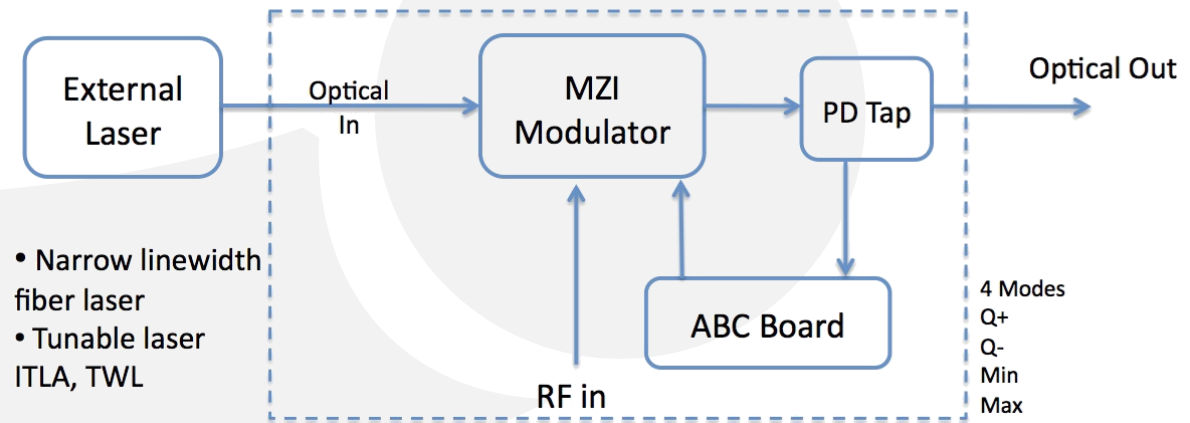 External
Laser
Optical
In
MZI
Modulator
PD Tap
Optical Out
• Narrow linewidth
fiber laser
• Tunable laser
ITLA, TWL
ABC Board
RF in
4 Modes
Q+
Q-
Min
Max